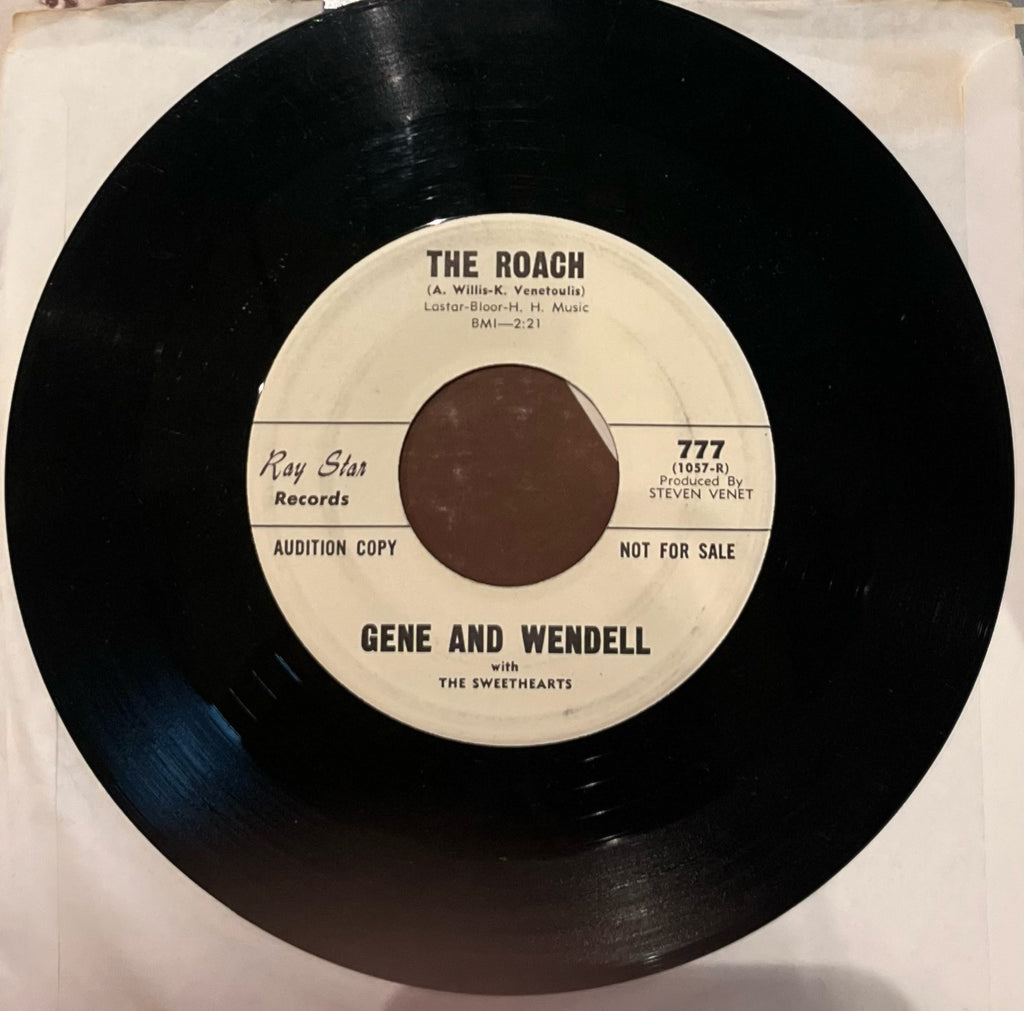 THE ROACH
(A. Willis-K. Venetoulis)
Lastar-Bloor-H. H. Music
BMI—2:21
Ray Star
Records
777
(1057-R)
Produced By
STEVEN VENET
AUDITION COPY
NOT FOR SALE
GENE AND WENDELL
with
THE SWEETHEARTS